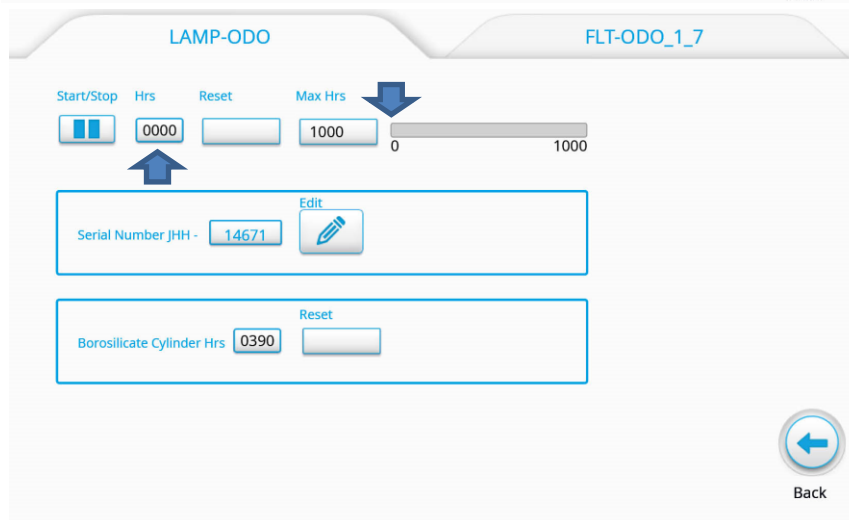 LAMP-ODO FLT-ODO_1_7
Start/Stop Hrs Reset Max Hrs
0000 1000
0 1000
Edit
Serial Number JHH - 14671
Reset
Borosilicate Cylinder Hrs 0390
Back